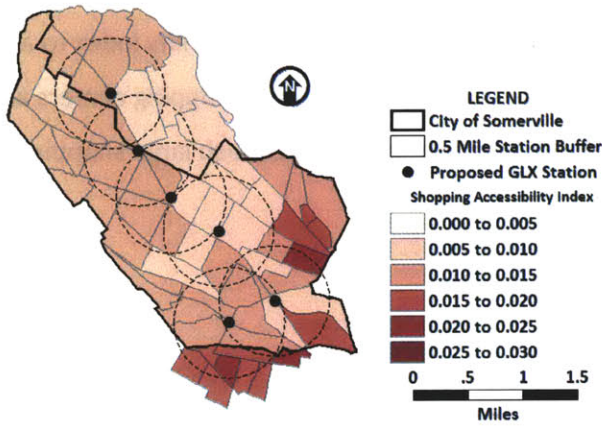 N
LEGEND
City of Somerville
0.5 Mile Station Buffer
Proposed GLX Station
Shopping Accessibility Index
0.000 to 0.005
0.005 to 0.010
0.010 to 0.015
0.015 to 0.020
0.020 to 0.025
0.025 to 0.030
0 .5 1 1.5
Miles